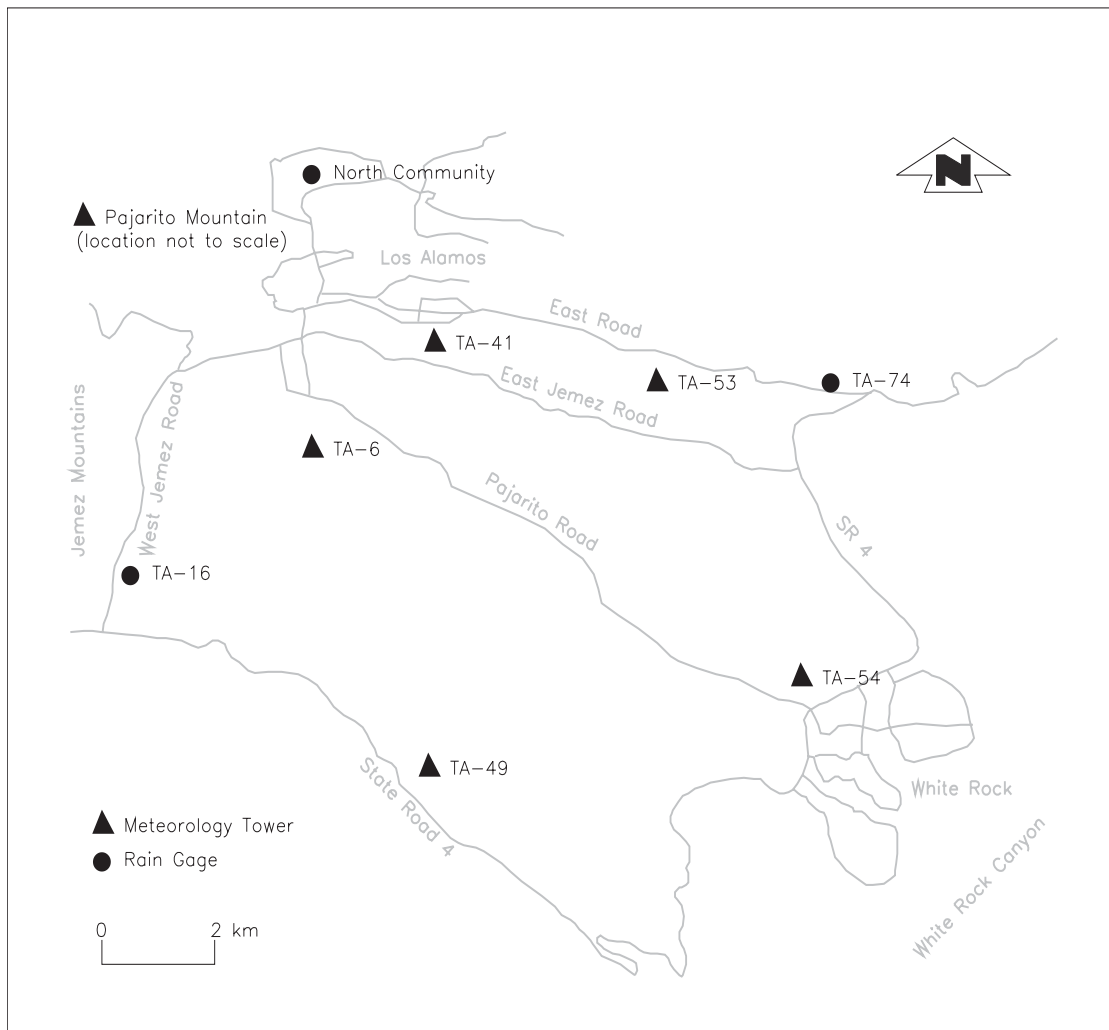 North Community
N
Pajarito Mountain
(location not to scale)
Los Alamos
East Road
TA-41
TA-53
TA-74
East Jemez Road
Jemez Mountains
West Jemez Road
TA-6
Pajarito Road
SR 4
TA-16
TA-54
State Road 4
TA-49
White Rock
White Rock Canyon
Meteorology Tower
Rain Gage
0 2 km